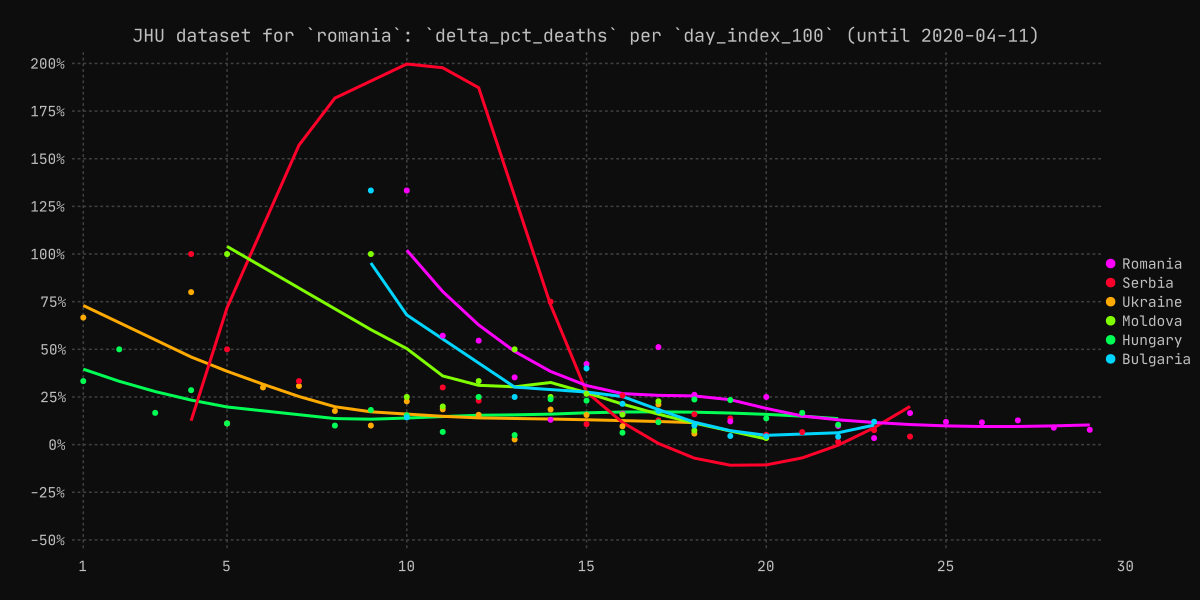 JHU dataset for `romania`: `delta_pct_deaths` per `day_index_100` (until 2020-04-11)
200%
175%
150%
125%
100%
75%
50%
25%
0%
-25%
-50%
1 5 10 15 20 25 30
Romania
Serbia
Ukraine
Moldova
Hungary
Bulgaria